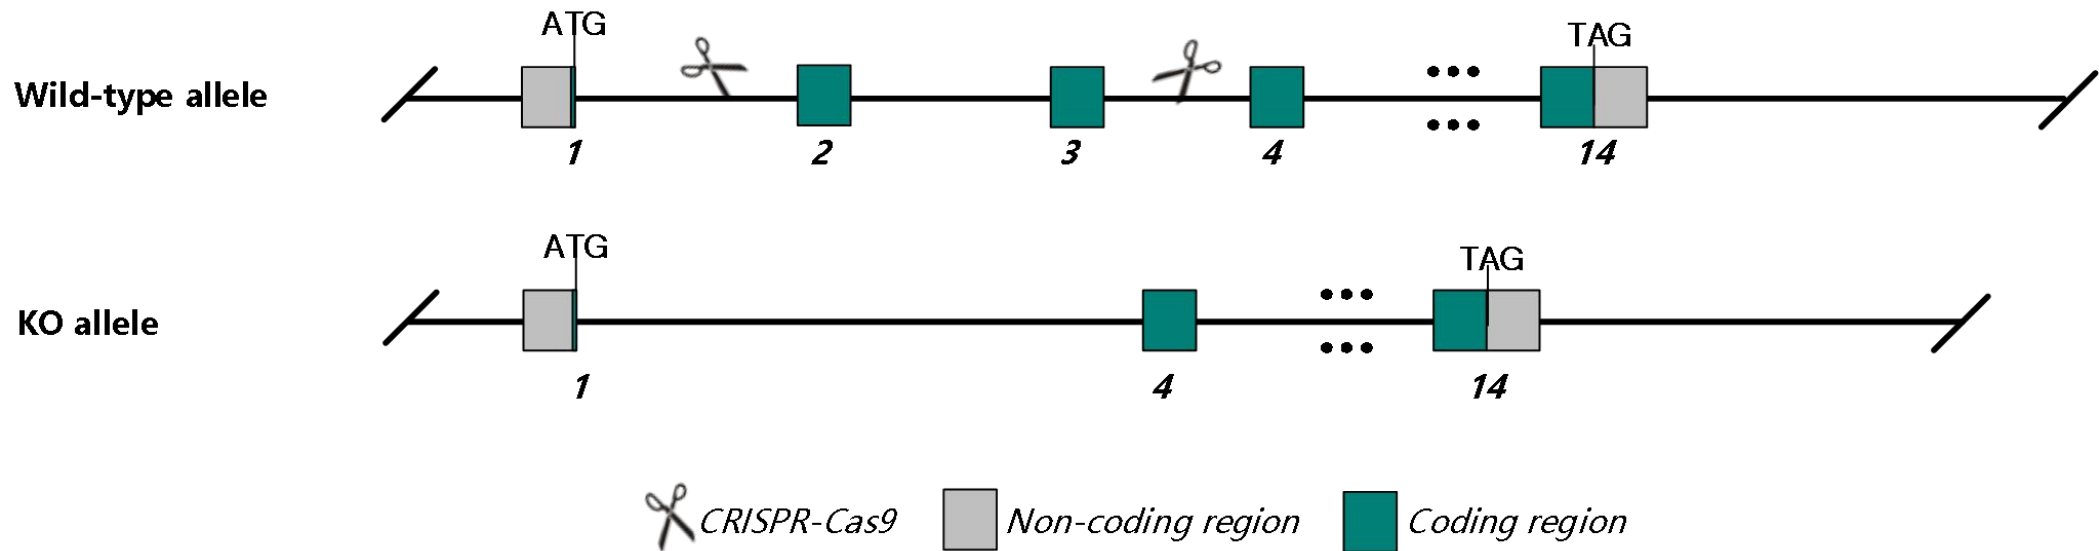 ATG
TAG
Wild-type allele
1 2 3 4 14
ATG
TAG
KO allele
1 4 14
CRISPR-Cas9 Non-coding region Coding region